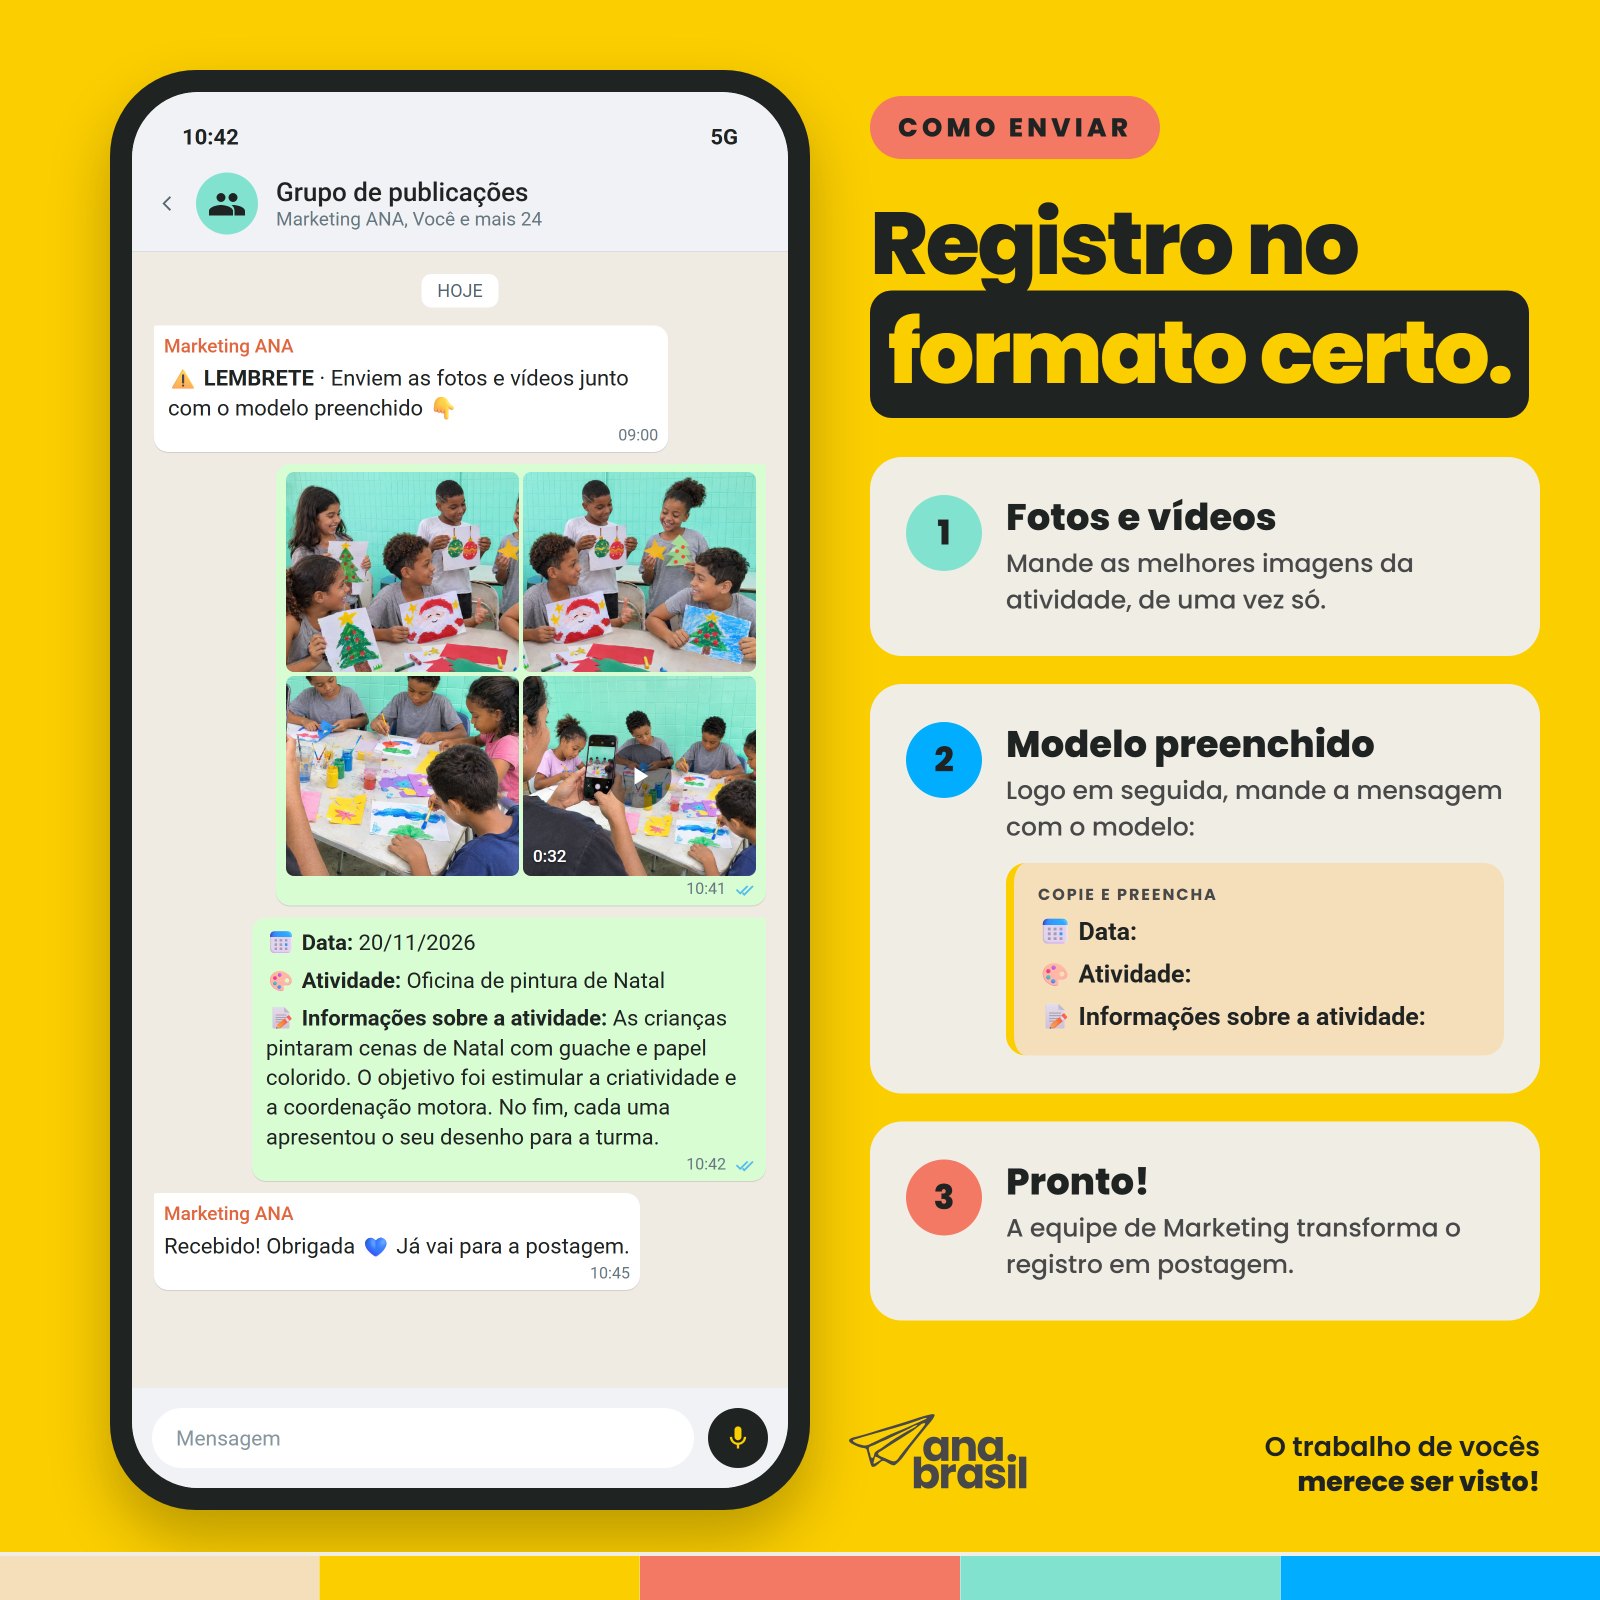 10:42
5G
Grupo de publicações
Marketing ANA, Você e mais 24
HOJE
Marketing ANA
⚠️ LEMBRETE · Enviem as fotos e vídeos junto
com o modelo preenchido 👇
09:00
0:32
10:41
📅 Data: 20/11/2026
🎨 Atividade: Oficina de pintura de Natal
📝 Informações sobre a atividade: As crianças
pintaram cenas de Natal com guache e papel
colorido. O objetivo foi estimular a criatividade e
a coordenação motora. No fim, cada uma
apresentou o seu desenho para a turma.
10:42
Marketing ANA
Recebido! Obrigada 💙 Já vai para a postagem.
10:45
Mensagem
COMO ENVIAR
Registro no
formato certo.
1
Fotos e vídeos
Mande as melhores imagens da
atividade, de uma vez só.
2
Modelo preenchido
Logo em seguida, mande a mensagem
com o modelo:
COPIE E PREENCHA
📅 Data:
🎨 Atividade:
📝 Informações sobre a atividade:
3
Pronto!
A equipe de Marketing transforma o
registro em postagem.
ana
brasil
O trabalho de vocês
merece ser visto!